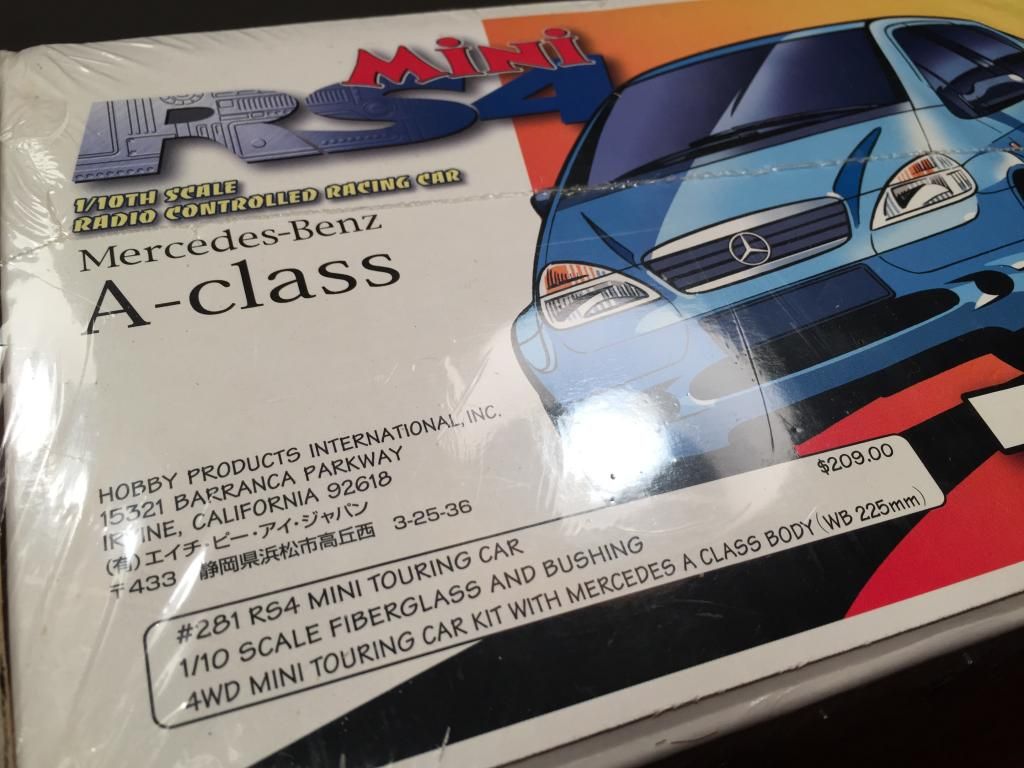 MiNi
RS4
1/10TH SCALE
RADIO CONTROLLED RACING CAR
Mercedes-Benz
A-class
HOBBY PRODUCTS INTERNATIONAL, INC.
15321 BARRANCA PARKWAY
IRVINE, CALIFORNIA 92618
(有)エイチ・ビー・アイ・ジャパン
〒433 静岡県浜松市高丘西 3-25-36
$209.00
#281 RS4 MINI TOURING CAR
1/10 SCALE FIBERGLASS AND BUSHING
4WD MINI TOURING CAR KIT WITH MERCEDES A CLASS BODY (WB 225mm)